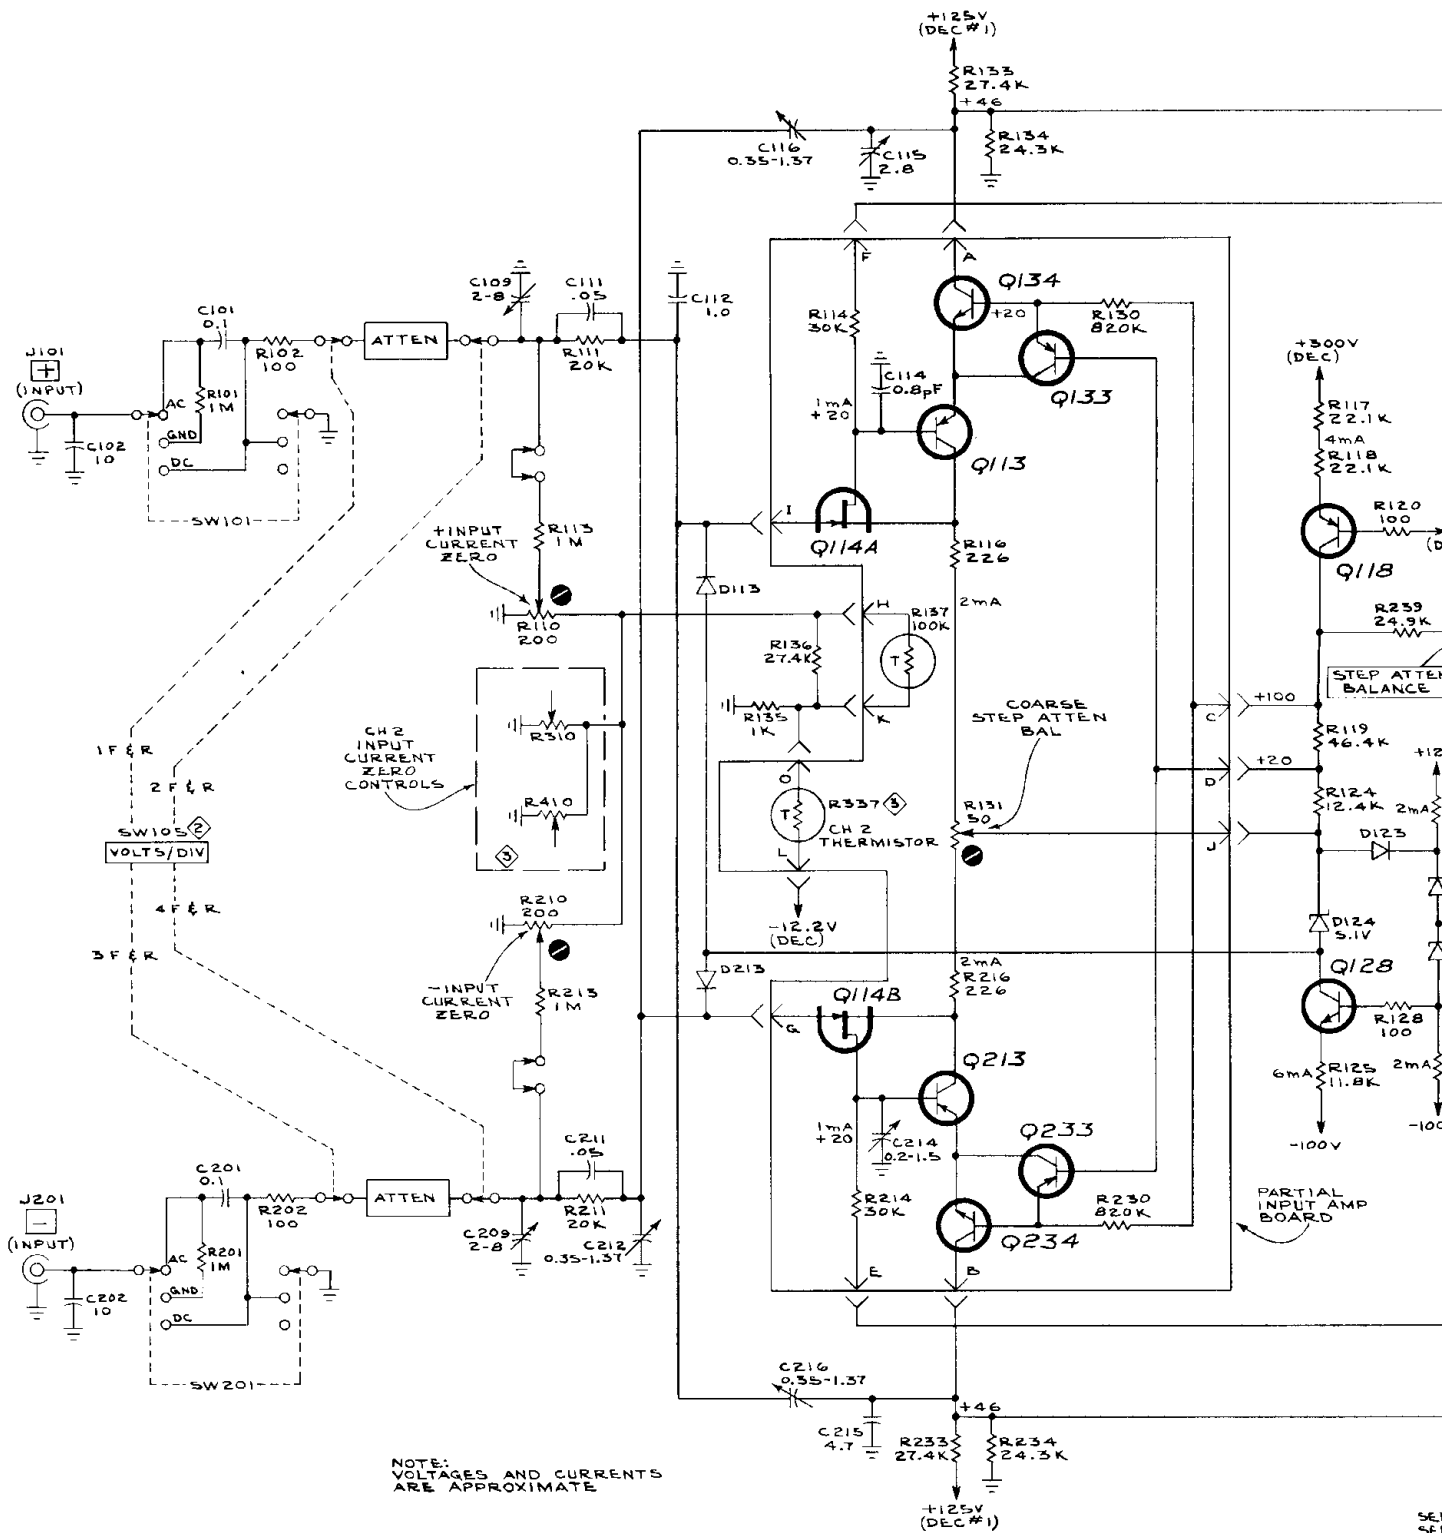 +125V
(DEC #1)
R133
27.4K
+46
R134
24.3K
C116
0.35-1.37
C115
2.8
F
A
C109
2-8
C111
.05
C112
1.0
Q134
+20
R130
820K
R114
30K
C101
0.1
R102
100
ATTEN
R111
20K
J101
+
(INPUT)
AC
R101
1M
GND
DC
C102
10
SW101
C114
0.8pF
Q133
1mA
+20
Q113
+300V
(DEC)
R117
22.1K
4mA
R118
22.1K
R120
100
(D
Q118
I
Q114A
R116
226
R113
1M
+INPUT
CURRENT
ZERO
D113
2mA
R110
200
H
R137
100K
T
R136
27.4K
R135
1K
K
R239
24.9K
STEP ATTEN
BALANCE
C
+100
COARSE
STEP ATTEN
BAL
R119
46.4K
+12
D
+20
CH 2
INPUT
CURRENT
ZERO
CONTROLS
R310
R410
3
1F & R
2F & R
SW105 2
VOLTS/DIV
4F & R
3F & R
O
T
R337 3
CH 2
THERMISTOR
L
R131
50
J
R124
12.4K
2mA
D123
-12.2V
(DEC)
R210
200
-INPUT
CURRENT
ZERO
R213
1M
D213
2mA
R216
226
D124
5.1V
Q128
R128
100
G
Q114B
6mA
R125
11.8K
2mA
-100V
-100
Q213
1mA
+20
C214
0.2-1.5
Q233
C211
.05
C201
0.1
R202
100
ATTEN
R211
20K
C209
2-8
C212
0.35-1.37
R214
30K
R230
820K
Q234
PARTIAL
INPUT AMP
BOARD
J201
-
(INPUT)
AC
R201
1M
GND
DC
C202
10
SW201
E
B
C216
0.35-1.37
C215
4.7
+46
R233
27.4K
R234
24.3K
+125V
(DEC #1)
NOTE:
VOLTAGES AND CURRENTS
ARE APPROXIMATE